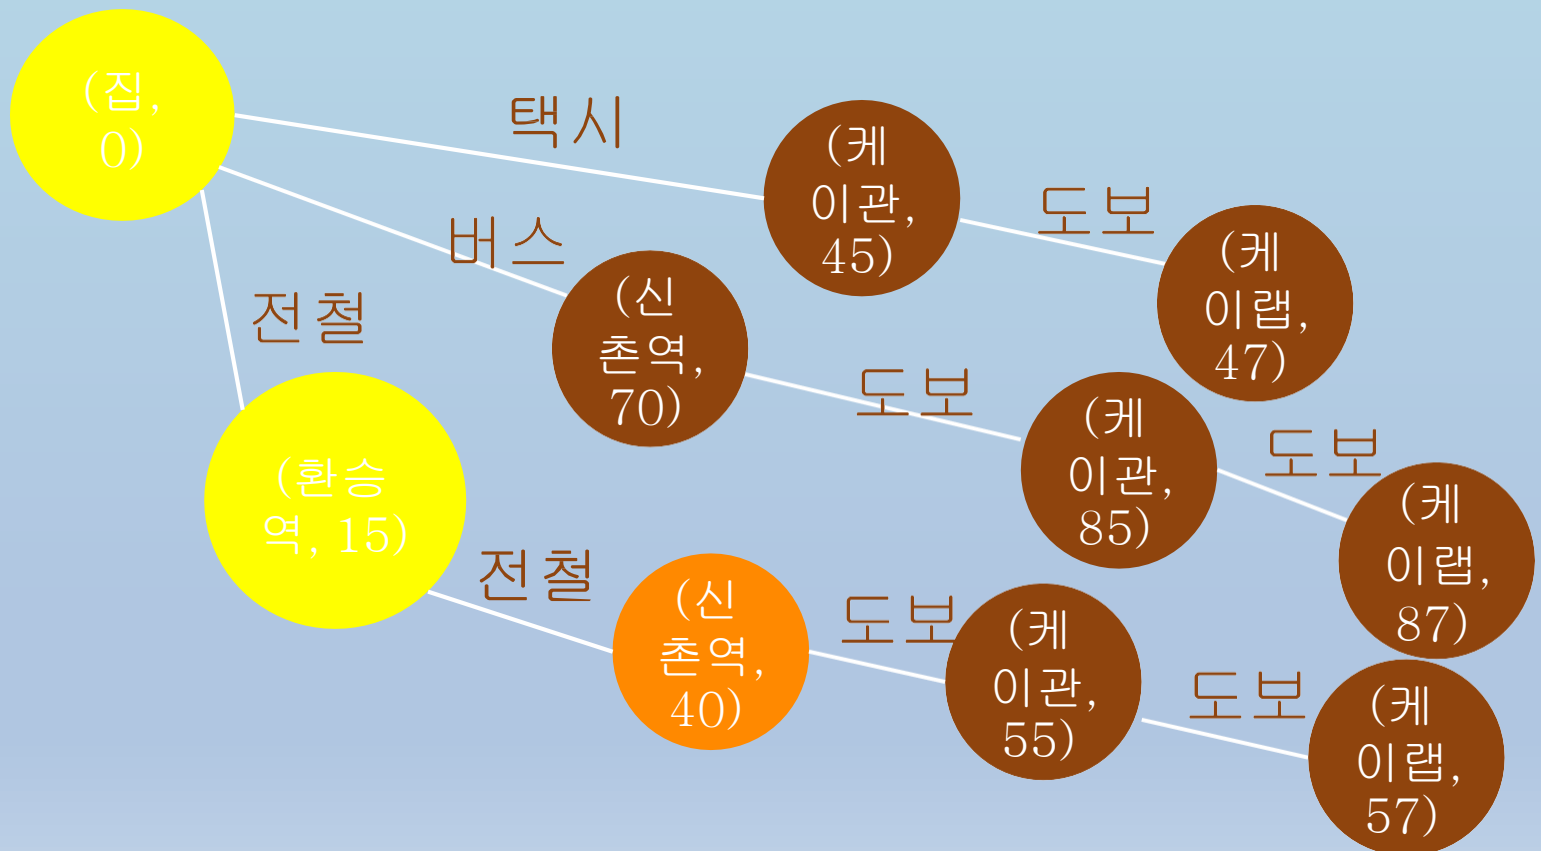 (집,
0)
택시
(케
이관,
45)
도보
(케
이랩,
47)
버스
(신
촌역,
70)
도보
(케
이관,
85)
도보
(케
이랩,
87)
전철
(환승
역, 15)
전철
(신
촌역,
40)
도보
(케
이관,
55)
도보
(케
이랩,
57)